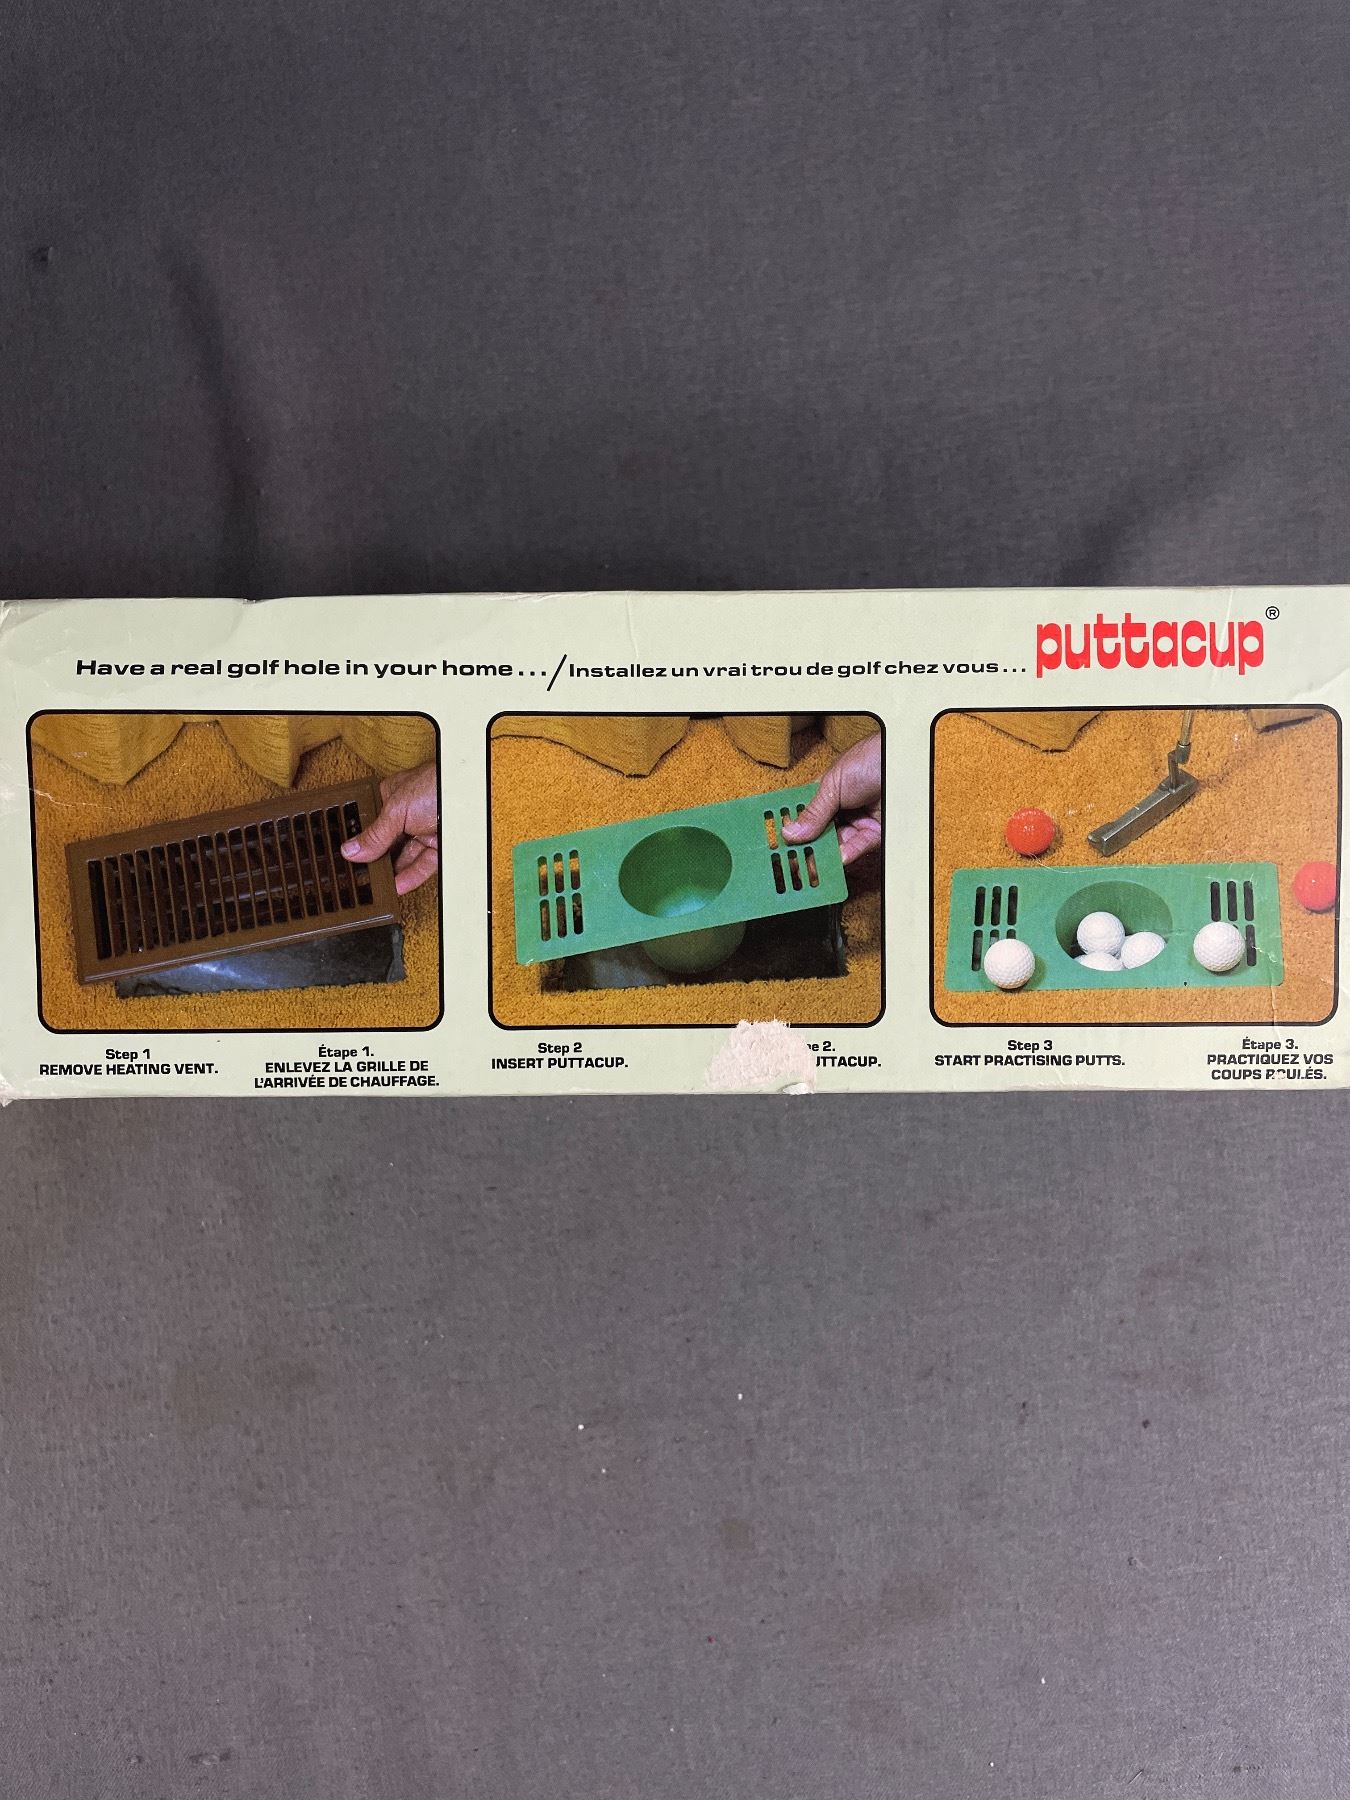 Have a real golf hole in your home .../Installez un vrai trou de golf chez vous... puttacup®
Step 1
REMOVE HEATING VENT.
Étape 1.
ENLEVEZ LA GRILLE DE
L'ARRIVÉE DE CHAUFFAGE.
Step 2
INSERT PUTTACUP.
2.
Step 3
START PRACTISING PUTTS.
Étape 3.
PRACTIQUEZ VOS
COUPS ROULÉS.